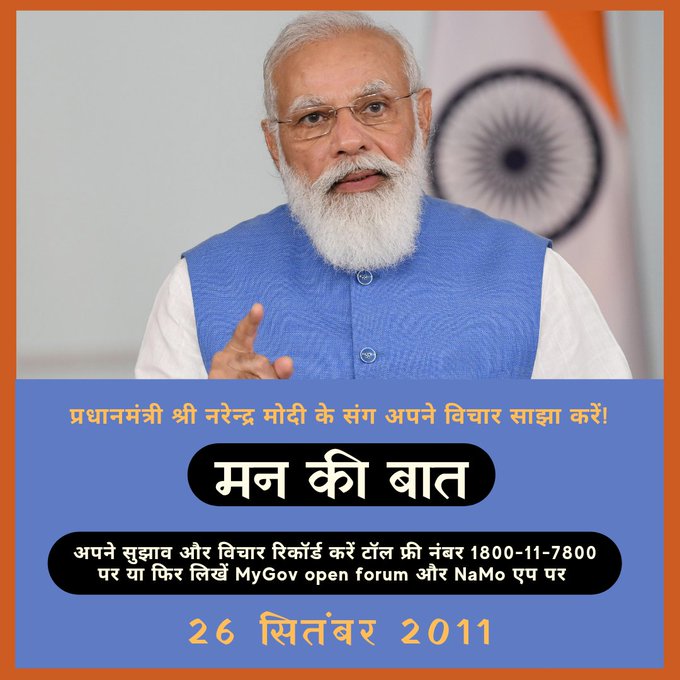 प्रधानमंत्री श्री नरेन्द्र मोदी के संग अपने विचार साझा करें!
मन की बात
अपने सुझाव और विचार रिकॉर्ड करें टॉल फ्री नंबर 1800-11-7800
पर या फिर लिखें MyGov open forum और NaMo एप पर
26 सितंबर 2011